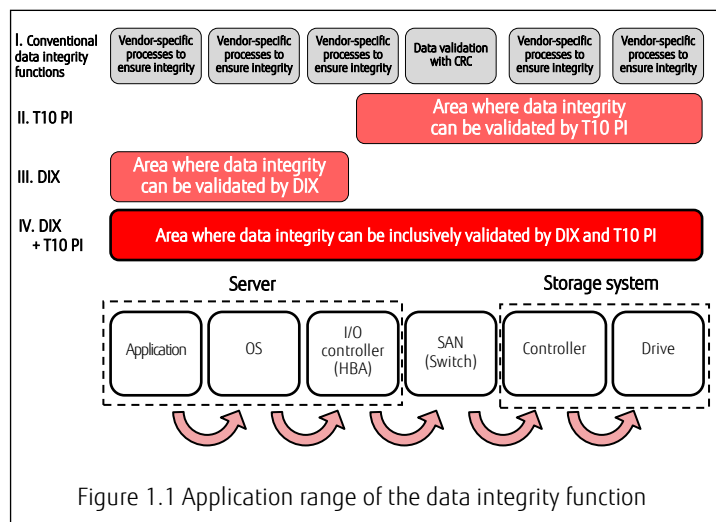 I. Conventional
data integrity
functions
Vendor-specific
processes to
ensure integrity
Vendor-specific
processes to
ensure integrity
Vendor-specific
processes to
ensure integrity
Data validation
with CRC
Vendor-specific
processes to
ensure integrity
Vendor-specific
processes to
ensure integrity
II. T10 PI
Area where data integrity
can be validated by T10 PI
III. DIX
Area where data integrity
can be validated by DIX
IV. DIX
+ T10 PI
Area where data integrity can be inclusively validated by DIX and T10 PI
Server
Storage system
Application
OS
I/O
controller
(HBA)
SAN
(Switch)
Controller
Drive
Figure 1.1 Application range of the data integrity function